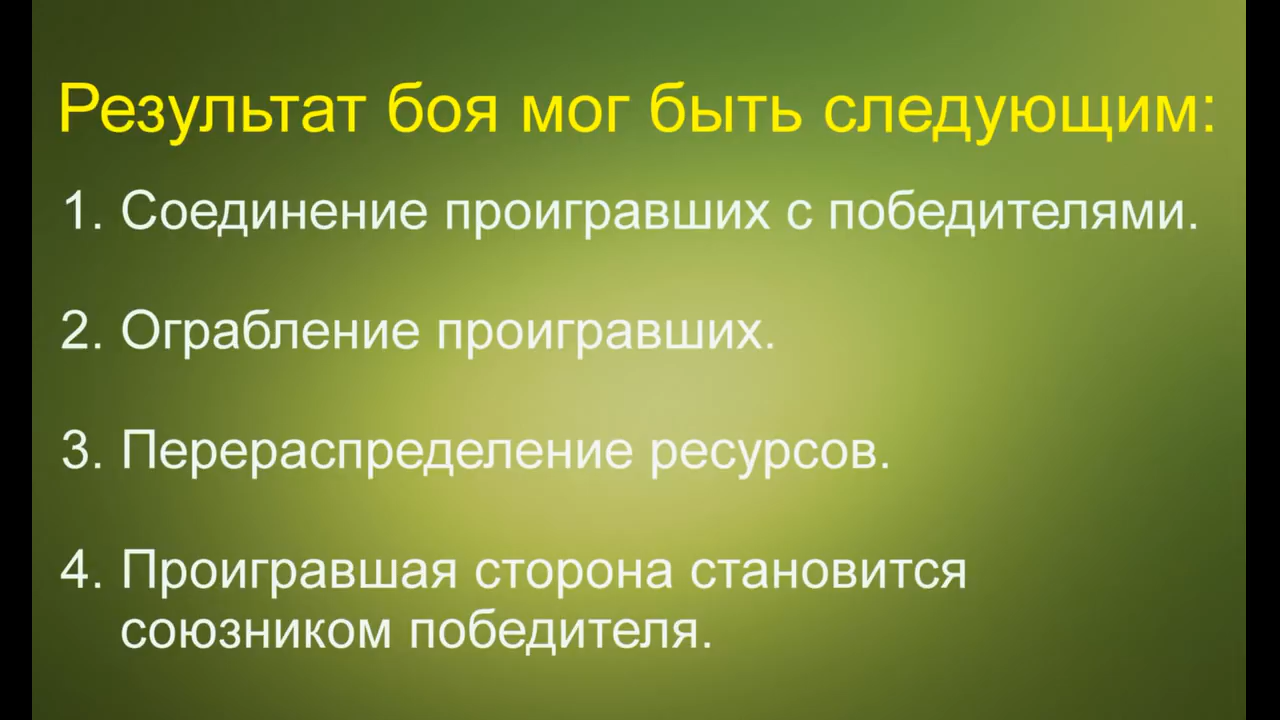 Результат боя мог быть следующим:
1. Соединение проигравших с победителями.
2. Ограбление проигравших.
3. Перераспределение ресурсов.
4. Проигравшая сторона становится
союзником победителя.